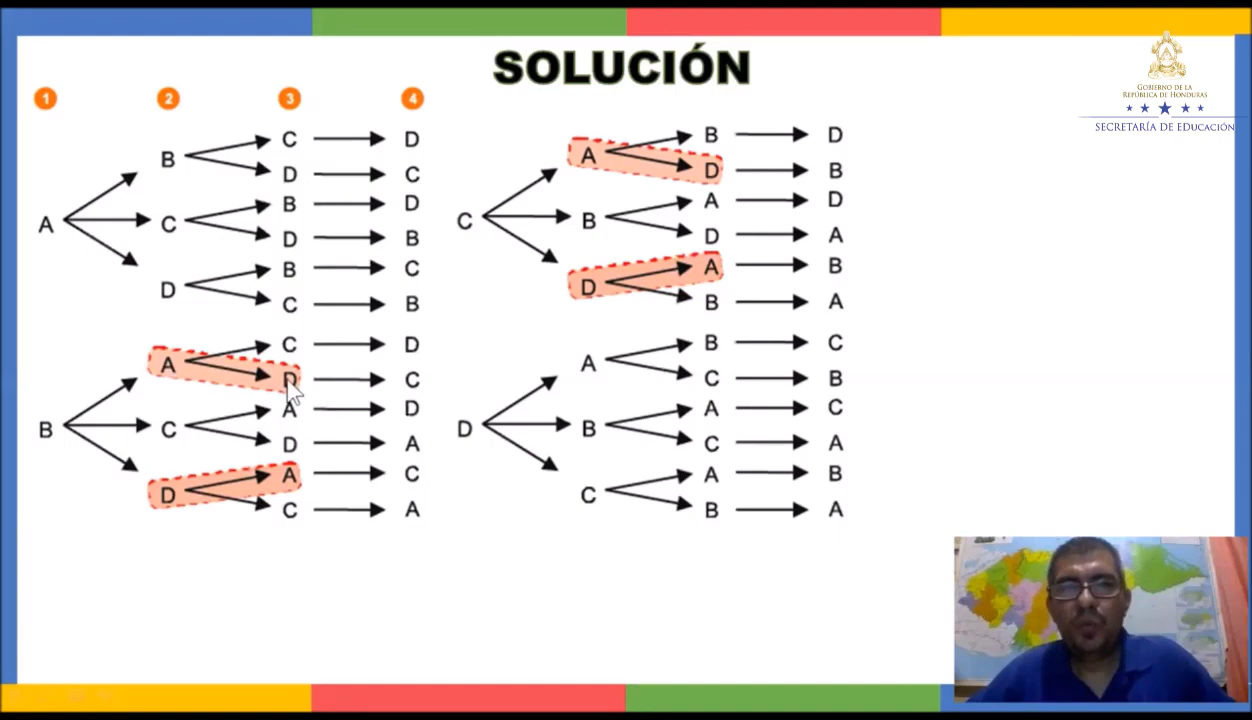 SOLUCIÓN
GOBIERNO DE LA
REPÚBLICA DE HONDURAS
SECRETARÍA DE EDUCACIÓN
1 2 3 4
A
B
C D
D C
C
B D
D B
D
B C
C B
B
A
C D
D C
C
A D
D A
D
A C
C A
C
A
B D
D B
B
A D
D A
D
A B
B A
D
A
B C
C B
B
A C
C A
C
A B
B A